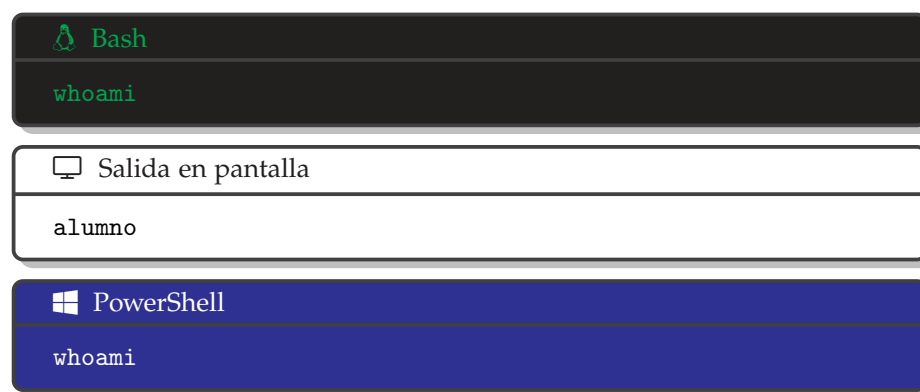 Bash
whoami
Salida en pantalla
alumno
PowerShell
whoami